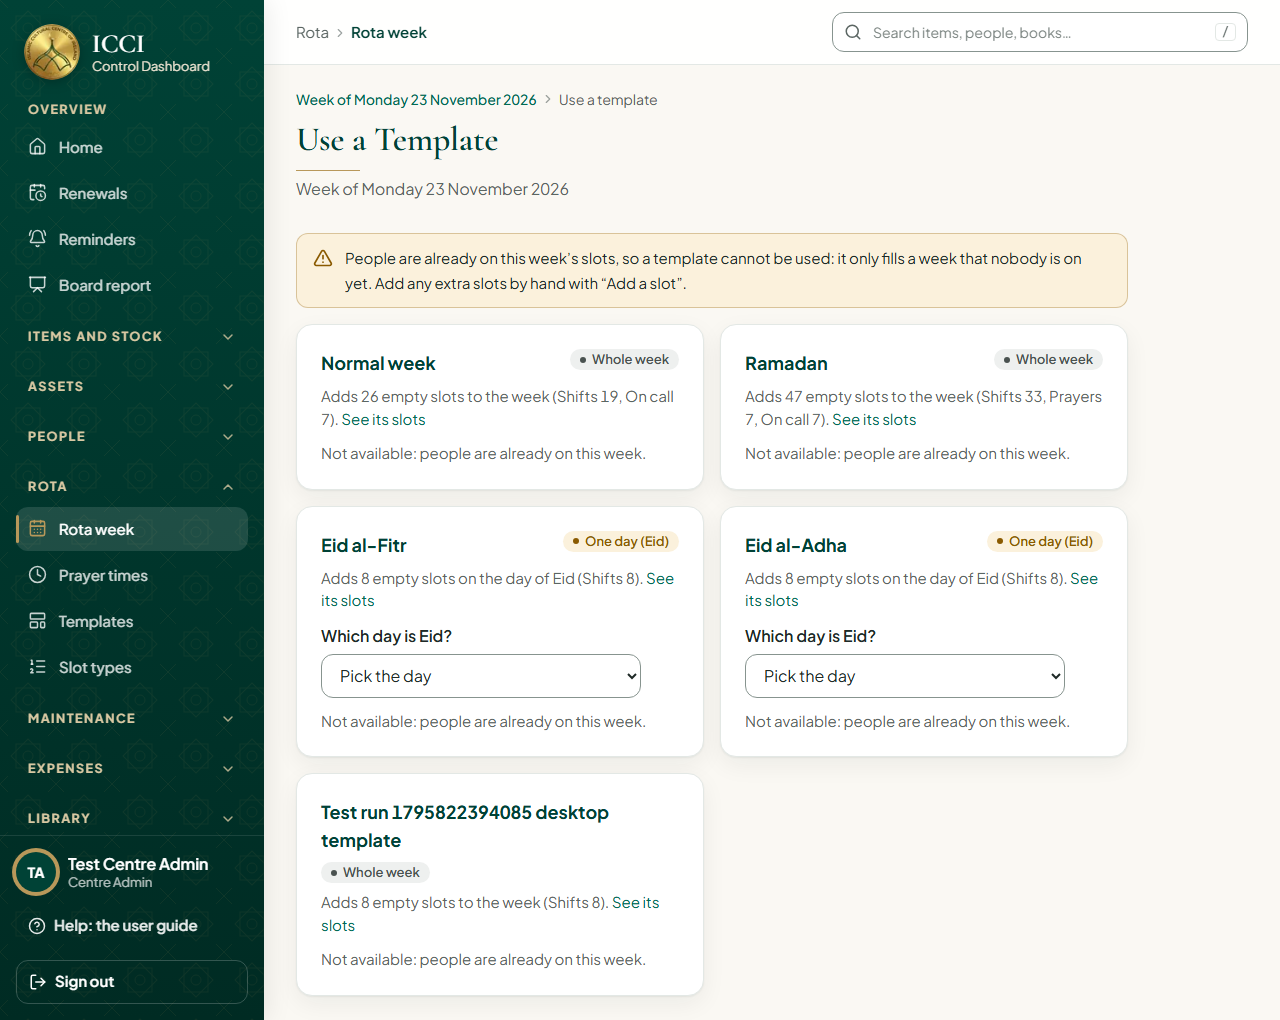 ICCI
Control Dashboard
OVERVIEW
Home
Renewals
Reminders
Board report
ITEMS AND STOCK
ASSETS
PEOPLE
ROTA
Rota week
Prayer times
Templates
Slot types
MAINTENANCE
EXPENSES
LIBRARY
TA
Test Centre Admin
Centre Admin
Help: the user guide
Sign out
Rota > Rota week
Search items, people, books... /
Week of Monday 23 November 2026 > Use a template
Use a Template
Week of Monday 23 November 2026
People are already on this week's slots, so a template cannot be used: it only fills a week that nobody is on
yet. Add any extra slots by hand with “Add a slot”.
Normal week
Whole week
Adds 26 empty slots to the week (Shifts 19, On call
7). See its slots
Not available: people are already on this week.
Ramadan
Whole week
Adds 47 empty slots to the week (Shifts 33, Prayers
7, On call 7). See its slots
Not available: people are already on this week.
Eid al-Fitr
One day (Eid)
Adds 8 empty slots on the day of Eid (Shifts 8). See
its slots
Which day is Eid?
Pick the day
Not available: people are already on this week.
Eid al-Adha
One day (Eid)
Adds 8 empty slots on the day of Eid (Shifts 8). See
its slots
Which day is Eid?
Pick the day
Not available: people are already on this week.
Test run 1795822394085 desktop
template
Whole week
Adds 8 empty slots to the week (Shifts 8). See its
slots
Not available: people are already on this week.